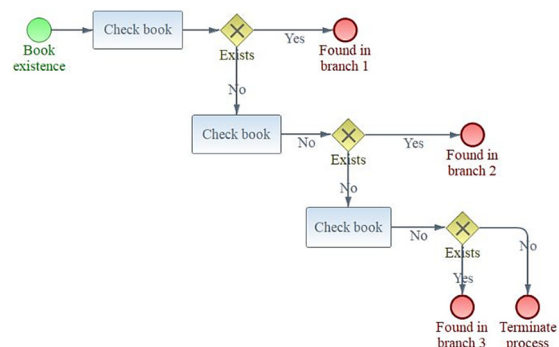 Check book
Yes
Book
existence
Exists
Found in
branch 1
No
Check book
No
Yes
Exists
Found in
branch 2
No
Check book
No
No
Exists
Yes
Found in
branch 3
Terminate
process